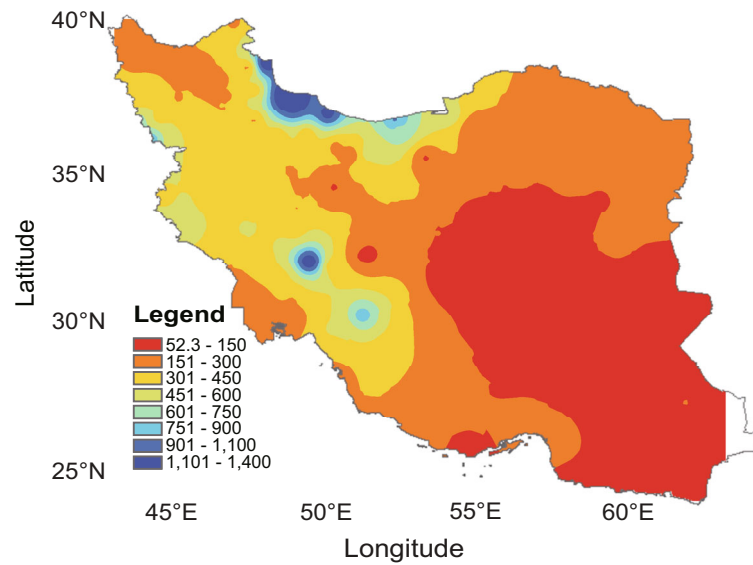 40°N
35°N
30°N
25°N
Latitude
Legend
52.3 - 150
151 - 300
301 - 450
451 - 600
601 - 750
751 - 900
901 - 1,100
1,101 - 1,400
45°E 50°E 55°E 60°E
Longitude